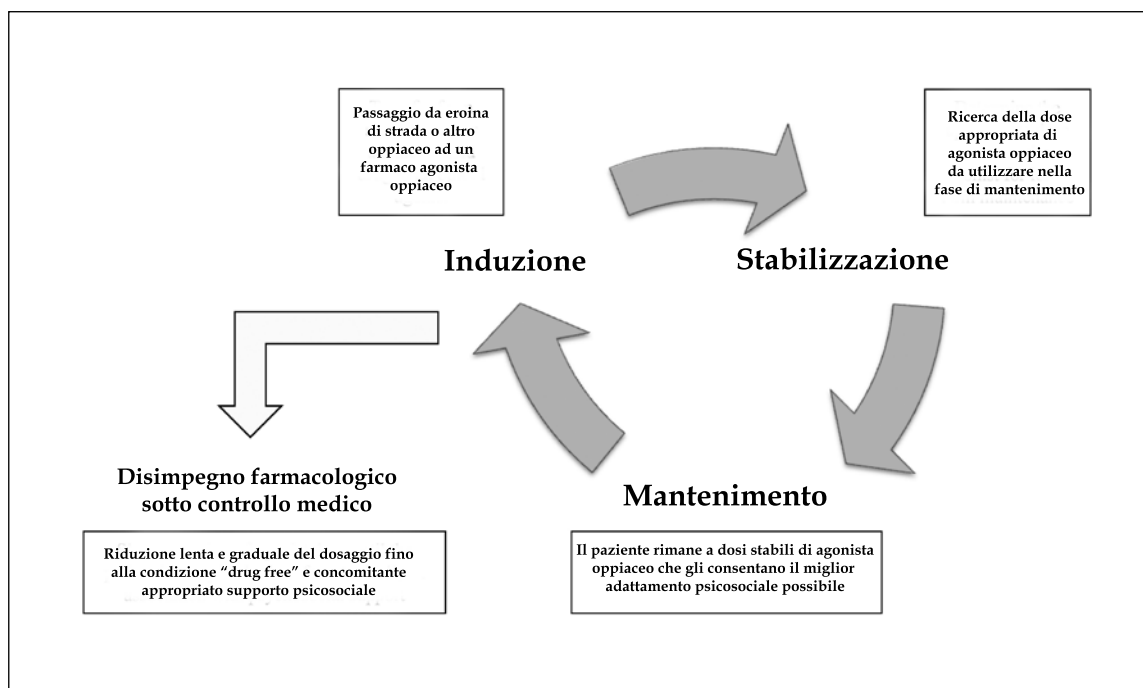 Passaggio da eroina
di strada o altro
oppiaceo ad un
farmaco agonista
oppiaceo
Ricerca della dose
appropriata di
agonista oppiaceo
da utilizzare nella
fase di mantenimento
Induzione
Stabilizzazione
Disimpegno farmacologico
sotto controllo medico
Mantenimento
Riduzione lenta e graduale del dosaggio fino
alla condizione “drug free” e concomitante
appropriato supporto psicosociale
Il paziente rimane a dosi stabili di agonista
oppiaceo che gli consentano il miglior
adattamento psicosociale possibile